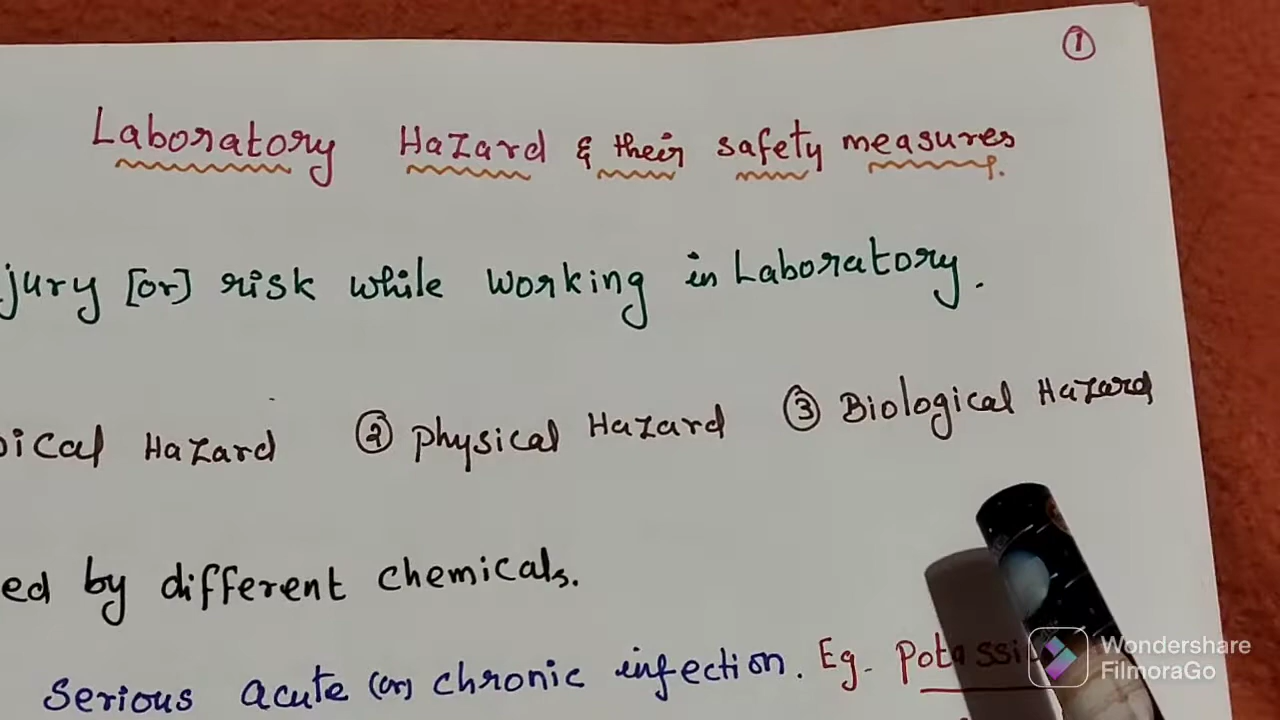 ①
Laboratory Hazard & their safety measures.
jury [or] risk while working in Laboratory.
ical Hazard ② physical Hazard ③ Biological Hazard
ed by different chemicals.
serious acute (or) chronic infection. Eg. Potassi
Wondershare
FilmoraGo